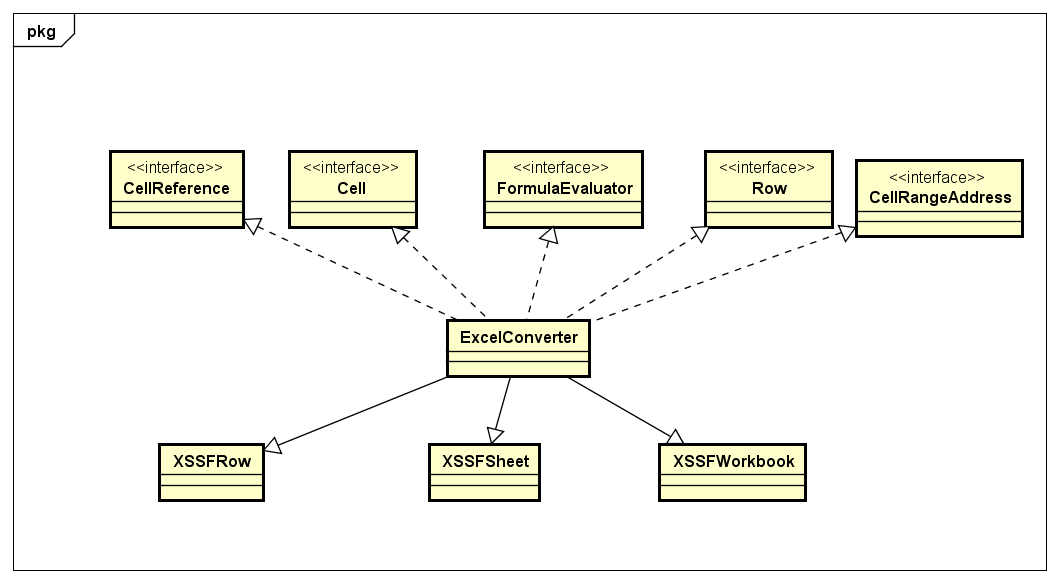 pkg
<<interface>>
CellReference
<<interface>>
Cell
<<interface>>
FormulaEvaluator
<<interface>>
Row
<<interface>>
CellRangeAddress
ExcelConverter
XSSFRow
XSSFSheet
XSSFWorkbook